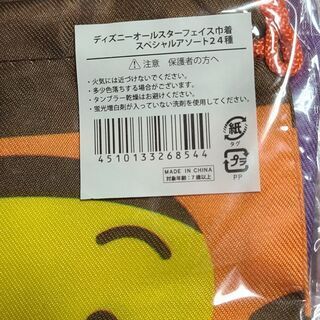 ディズニーオールスターフェイス巾着
スペシャルアソート24種
⚠注意 保護者の方へ
•火気には近づけないでください。
•多少色落ちする場合がございます。
•タンブラー乾燥はお避けください。
•蛍光増白剤が入っていない洗剤を使用してください。
紙
タグ
4510133268544
プラ
PP
MADE IN CHINA
対象年齢:7歳以上